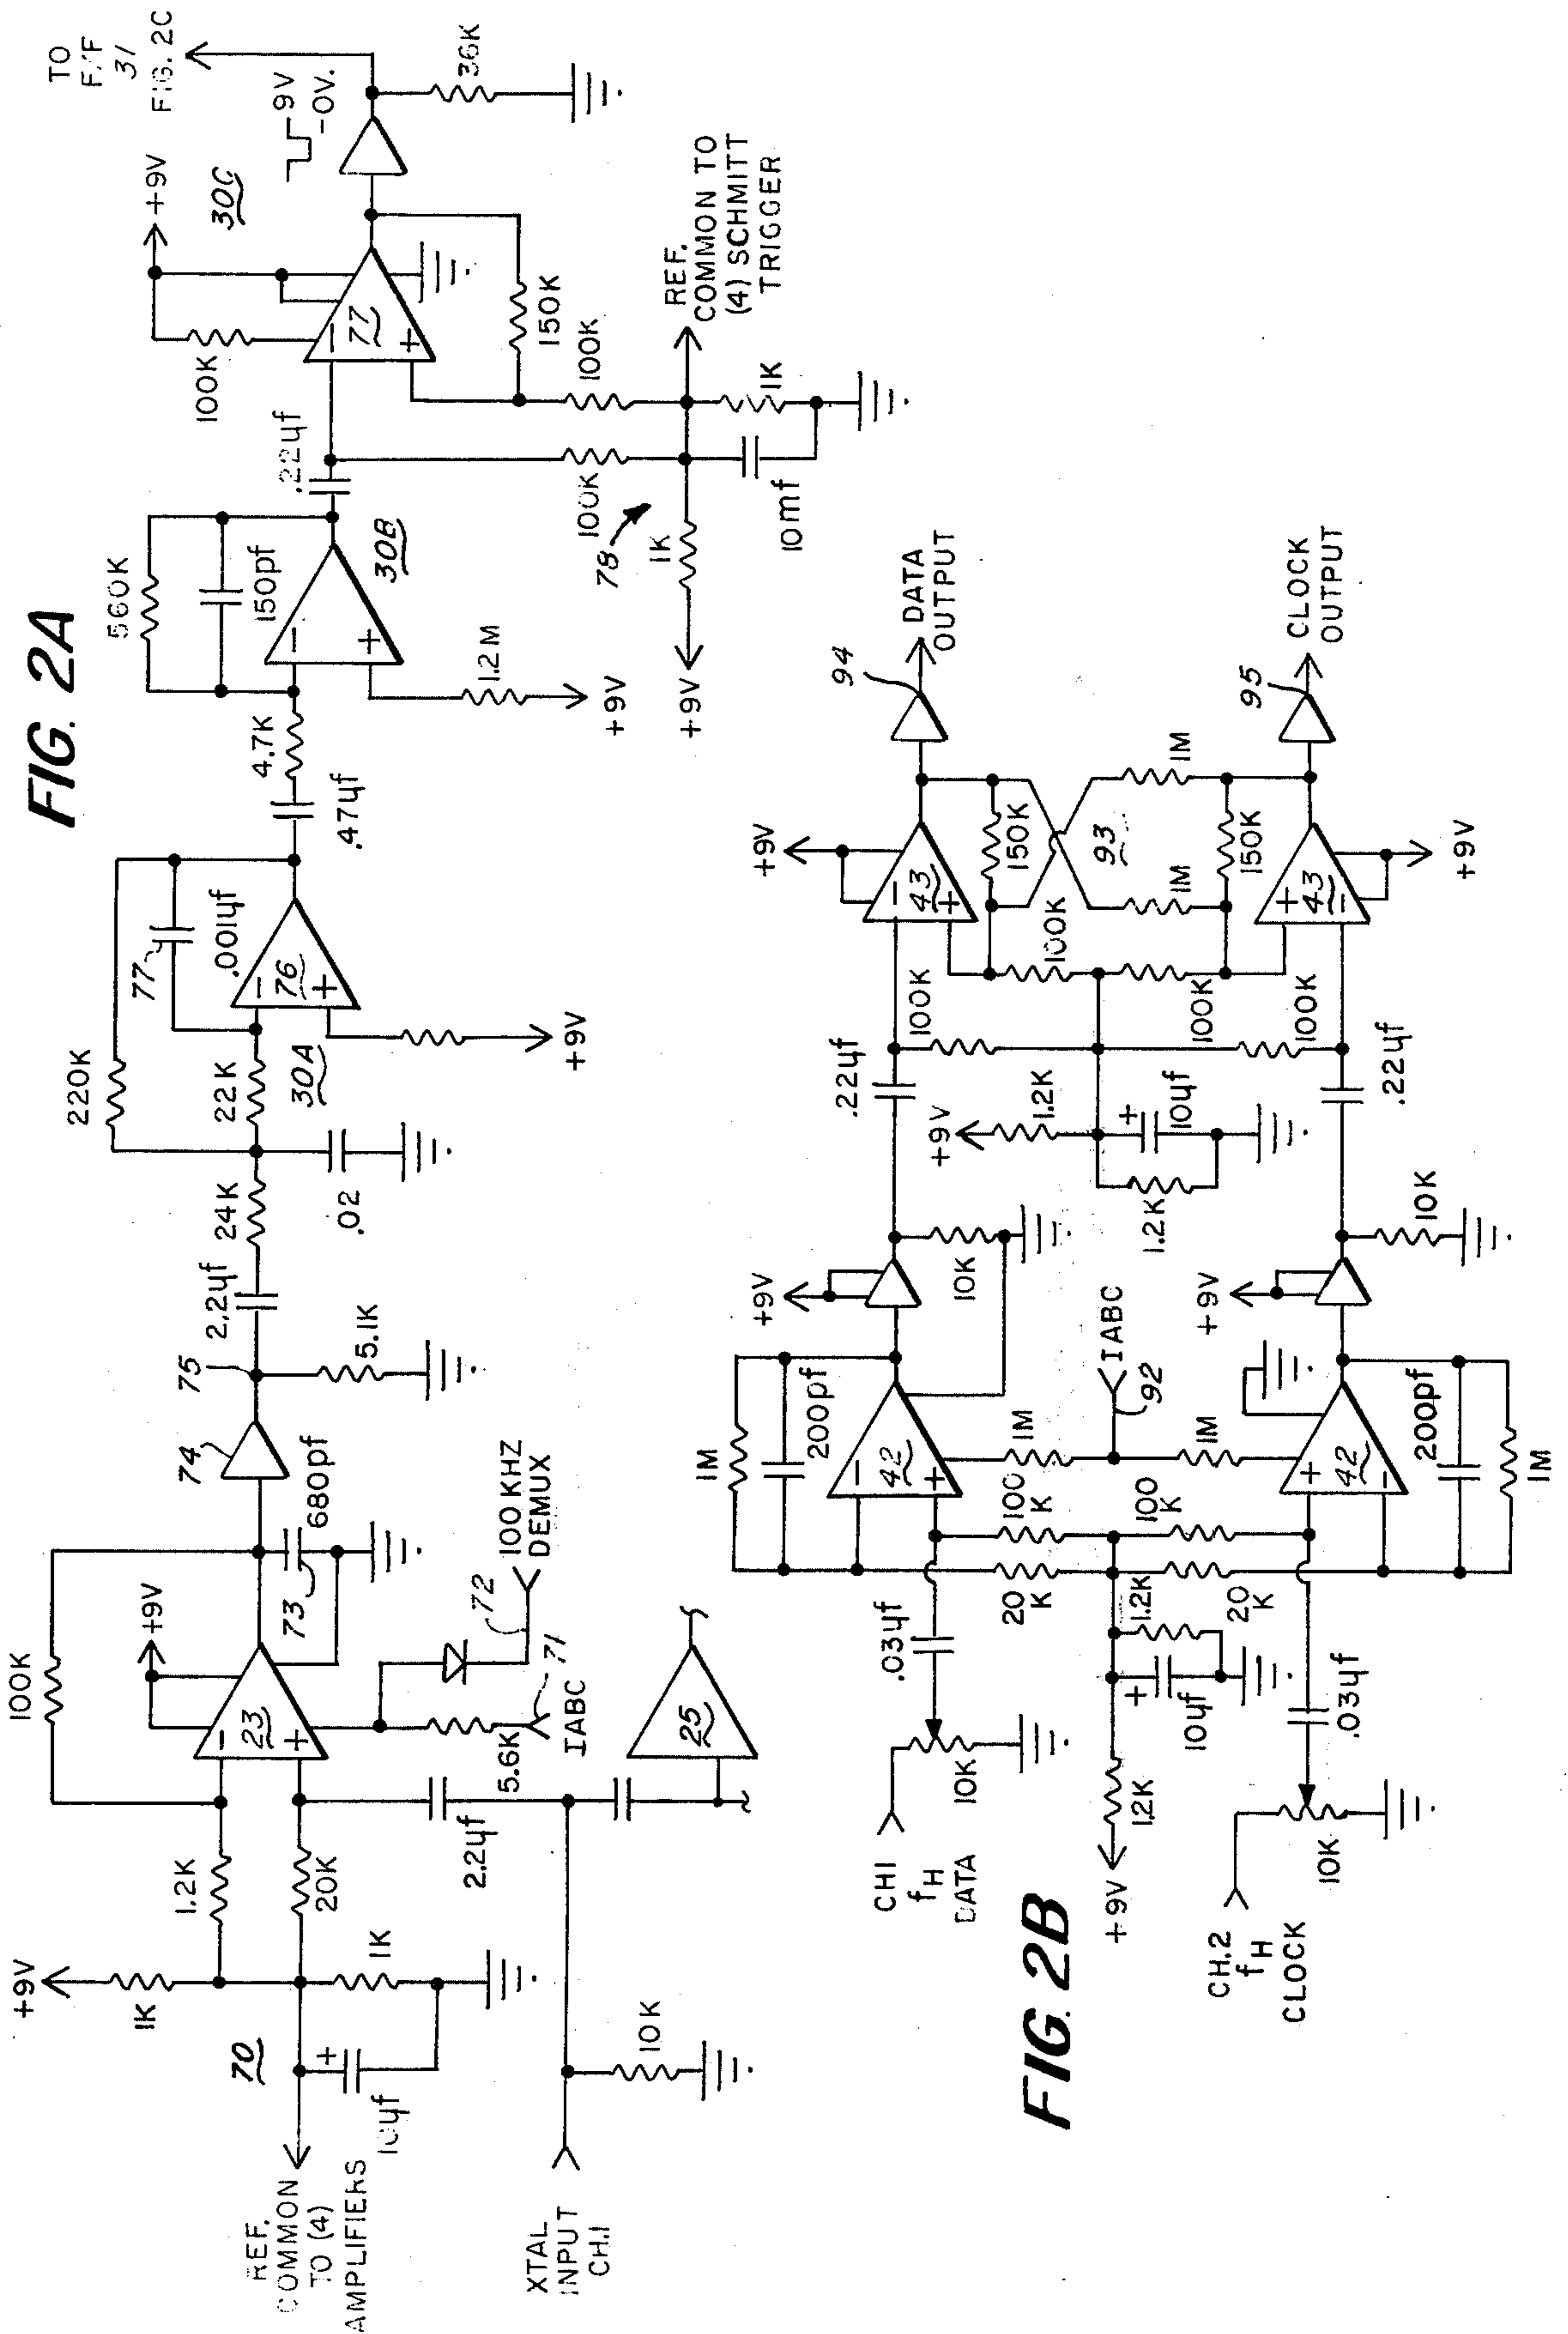 FIG. 2A
REF.
COMMON
TO (4)
AMPLIFIERS
XTAL
INPUT
CH.1
70
+9V
1K
1K
10μf
+
10K
1.2K
20K
2.2μf
100K
+9V
23
−
+
5.6K
IABC
71
72
100 KHZ
DEMUX
25
73
680pf
74
75
5.1K
2.2μf
24K
.02
22K
220K
30A
77
.001μf
76
−
+
+9V
.47μf
4.7K
560K
150pf
−
+
30B
1.2M
+9V
.22μf
100K
78
1K
+9V
10mf
100K
1K
REF.
COMMON TO
(4) SCHMITT
TRIGGER
100K
+9V
30C
77
−
+
150K
9V
-0V.
36K
TO
F/F
31
FIG. 2C
FIG. 2B
CH1
fH
DATA
10K
.03μf
CH.2
fH
CLOCK
10K
.03μf
+9V
1.2K
10μf
+
1.2K
20
K
20
K
100
K
100
K
1M
200pf
42
−
+
1M
1M
IABC
92
42
+
−
200pf
1M
+9V
10K
+9V
10K
.22μf
.22μf
+9V
1.2K
1.2K
+
10μf
100K
100K
100K
100K
43
−
+
+9V
150K
93
1M
1M
150K
43
+
−
+9V
94
DATA
OUTPUT
95
CLOCK
OUTPUT